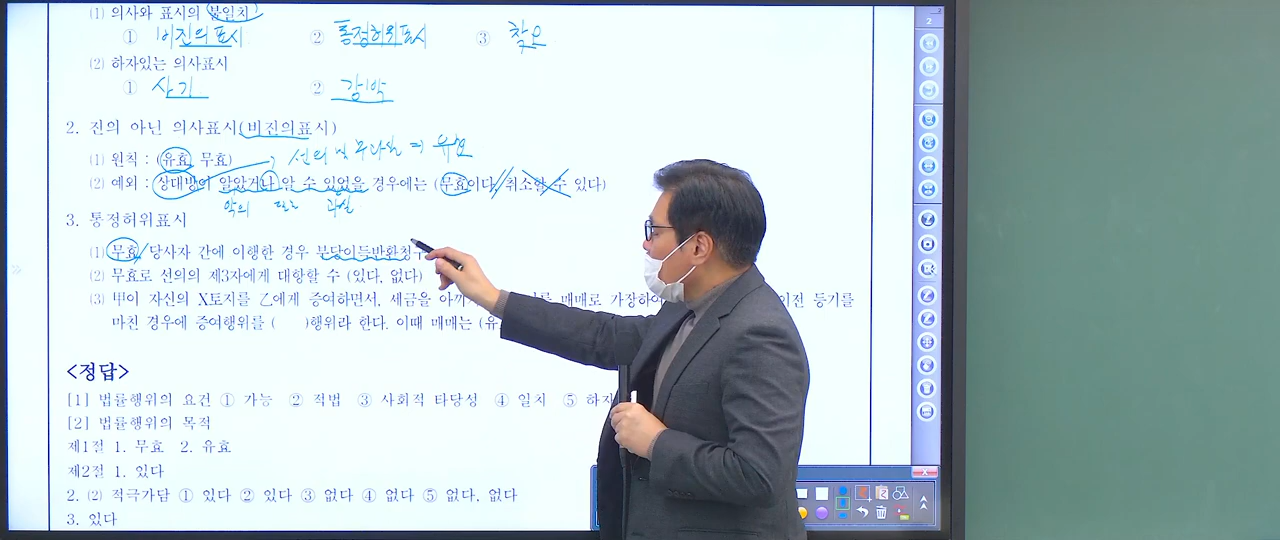 (1) 의사와 표시의 불일치
① 비진의표시 ② 통정허위표시 ③ 착오
(2) 하자있는 의사표시
① 사기 ② 강박
2. 진의 아닌 의사표시(비진의표시)
(1) 원칙 : (유효, 무효) 선의 및 무과실 ⇒ 유효
(2) 예외 : 상대방이 알았거나 알 수 있었을 경우에는 (무효이다, 취소할 수 있다)
악의 또는 과실
3. 통정허위표시
(1) 무효/ 당사자 간에 이행한 경우 부당이득반환청구
(2) 무효로 선의의 제3자에게 대항할 수 (있다, 없다)
(3) 甲이 자신의 X토지를 乙에게 증여하면서, 세금을 아끼 매매로 가장하여 이전 등기를
마친 경우에 증여행위를 ( )행위라 한다. 이때 매매는 (유
<정답>
[1] 법률행위의 요건 ① 가능 ② 적법 ③ 사회적 타당성 ④ 일치 ⑤ 하자
[2] 법률행위의 목적
제1절 1. 무효 2. 유효
제2절 1. 있다
2. (2) 적극가담 ① 있다 ② 있다 ③ 없다 ④ 없다 ⑤ 없다, 없다
3. 있다
2